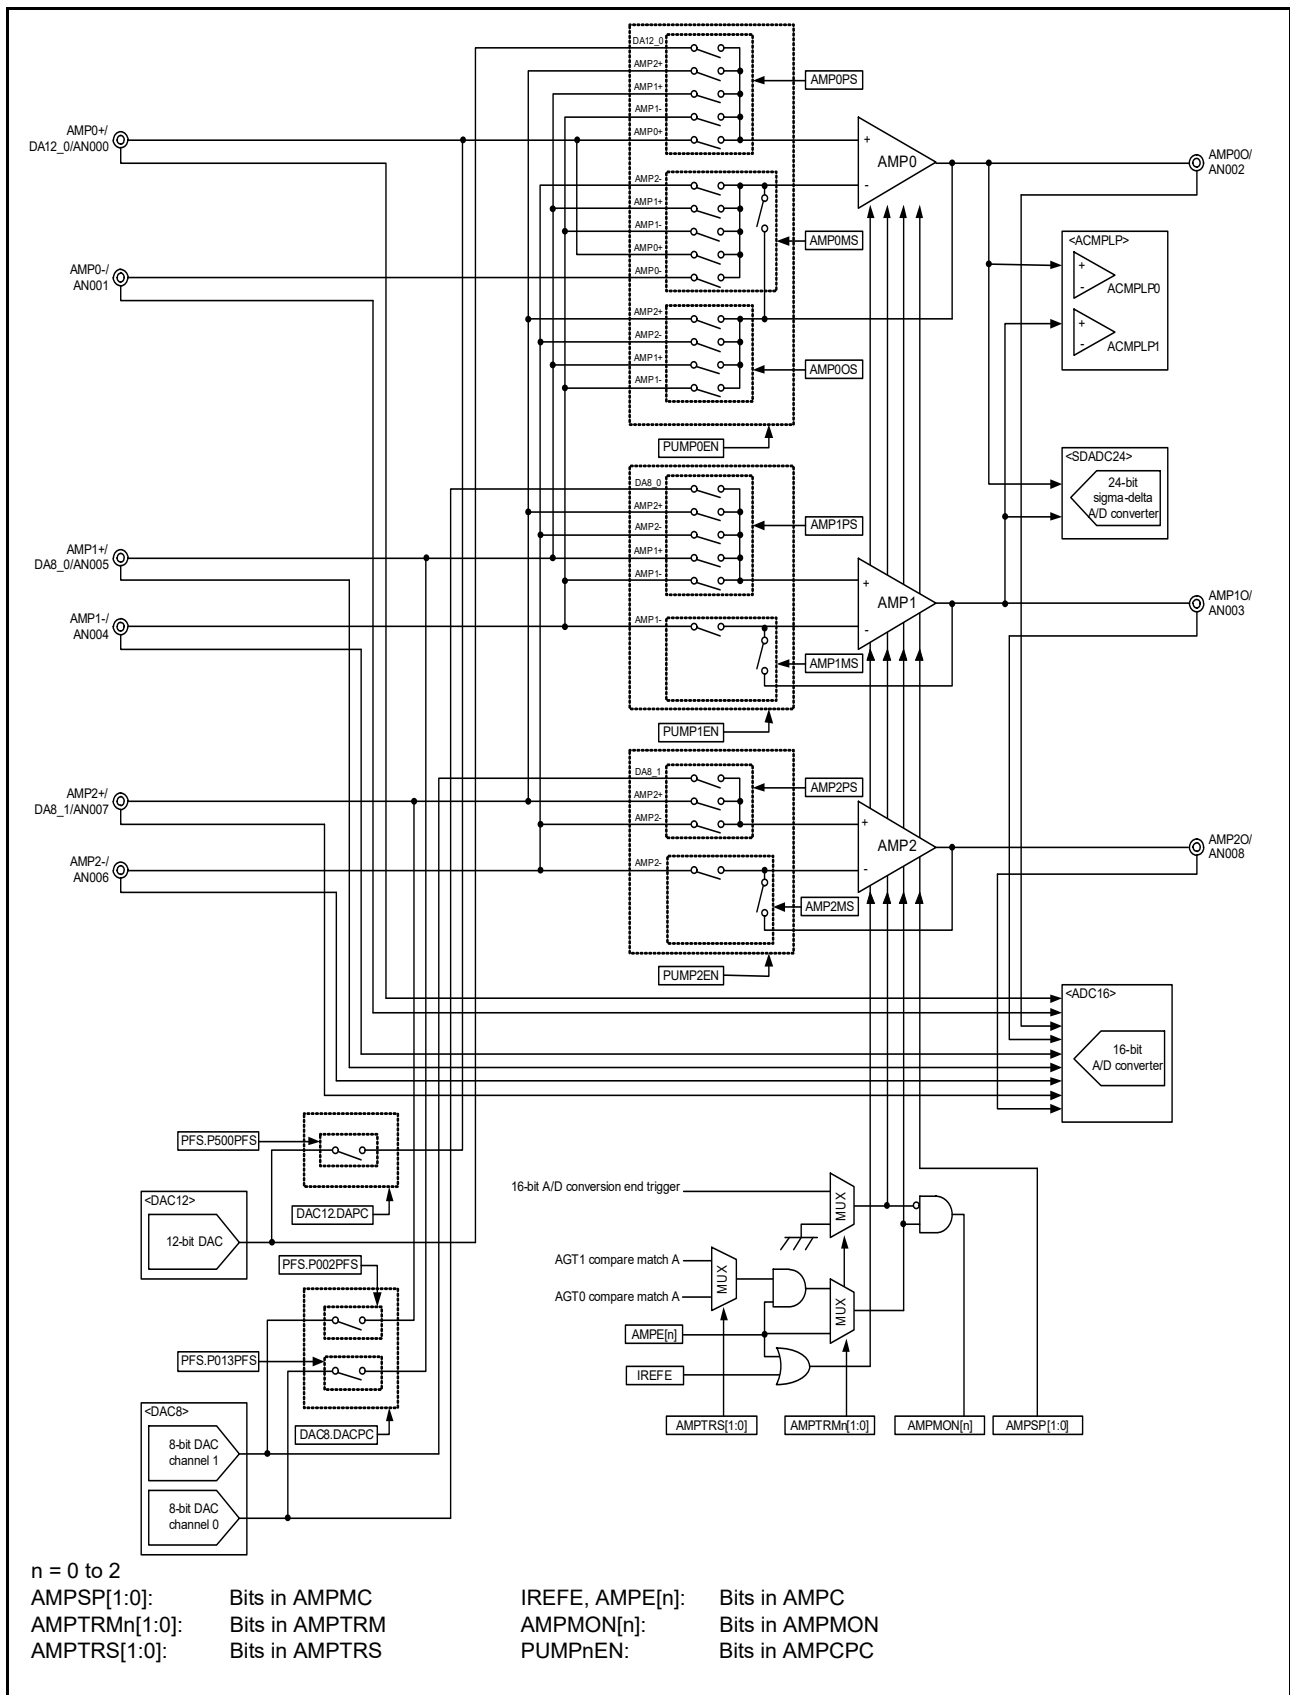 DA12_0
AMP2+
AMP1+
AMP1-
AMP0+
AMP0PS
AMP0+/
DA12_0/AN000
+
-
AMP0
AMP0O/
AN002
AMP2-
AMP1+
AMP1-
AMP0+
AMP0-
AMP0MS
AMP0-/
AN001
<ACMPLP>
+
-
ACMPLP0
+
-
ACMPLP1
AMP2+
AMP2-
AMP1+
AMP1-
AMP0OS
PUMP0EN
<SDADC24>
24-bit
sigma-delta
A/D converter
DA8_0
AMP2+
AMP2-
AMP1+
AMP1-
AMP1PS
AMP1+/
DA8_0/AN005
AMP1-/
AN004
+
-
AMP1
AMP1O/
AN003
AMP1-
AMP1MS
PUMP1EN
DA8_1
AMP2+
AMP2-
AMP2PS
AMP2+/
DA8_1/AN007
AMP2-/
AN006
+
-
AMP2
AMP2O/
AN008
AMP2-
AMP2MS
PUMP2EN
<ADC16>
16-bit
A/D converter
PFS.P500PFS
DAC12.DAPC
<DAC12>
12-bit DAC
PFS.P002PFS
PFS.P013PFS
DAC8.DACPC
<DAC8>
8-bit DAC
channel 1
8-bit DAC
channel 0
16-bit A/D conversion end trigger
MUX
AGT1 compare match A
AGT0 compare match A
MUX
MUX
AMPE[n]
IREFE
AMPTRS[1:0]
AMPTRMn[1:0]
AMPMON[n]
AMPSP[1:0]
n = 0 to 2
AMPSP[1:0]: Bits in AMPMC IREFE, AMPE[n]: Bits in AMPC
AMPTRMn[1:0]: Bits in AMPTRM AMPMON[n]: Bits in AMPMON
AMPTRS[1:0]: Bits in AMPTRS PUMPnEN: Bits in AMPCPC